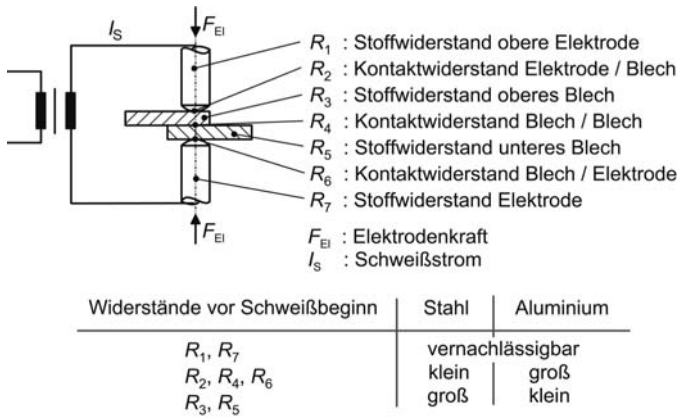 I_S
F_El
R_1 : Stoffwiderstand obere Elektrode
R_2 : Kontaktwiderstand Elektrode / Blech
R_3 : Stoffwiderstand oberes Blech
R_4 : Kontaktwiderstand Blech / Blech
R_5 : Stoffwiderstand unteres Blech
R_6 : Kontaktwiderstand Blech / Elektrode
R_7 : Stoffwiderstand Elektrode
F_El
F_El : Elektrodenkraft
I_S : Schweißstrom
Widerstände vor Schweißbeginn Stahl Aluminium
R_1, R_7 vernachlässigbar
R_2, R_4, R_6 klein groß
R_3, R_5 groß klein